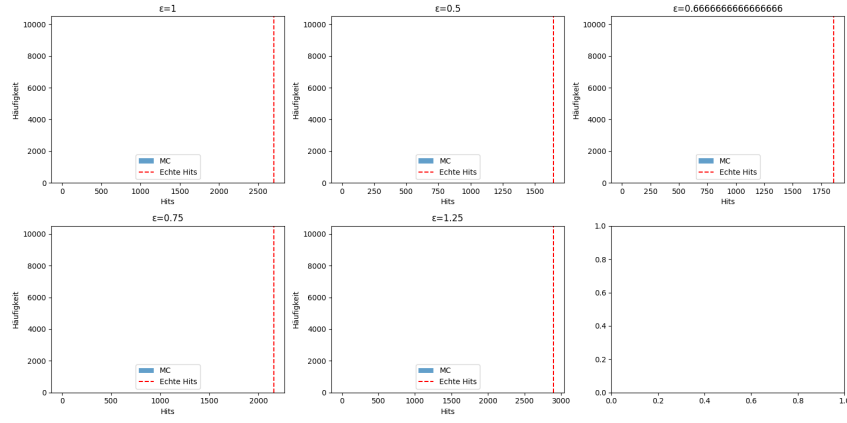 ε=1
10000
8000
6000
4000
2000
0
Häufigkeit
MC
Echte Hits
0 500 1000 1500 2000 2500
Hits
ε=0.5
10000
8000
6000
4000
2000
0
Häufigkeit
MC
Echte Hits
0 250 500 750 1000 1250 1500
Hits
ε=0.6666666666666666
10000
8000
6000
4000
2000
0
Häufigkeit
MC
Echte Hits
0 250 500 750 1000 1250 1500 1750
Hits
ε=0.75
10000
8000
6000
4000
2000
0
Häufigkeit
MC
Echte Hits
0 500 1000 1500 2000
Hits
ε=1.25
10000
8000
6000
4000
2000
0
Häufigkeit
MC
Echte Hits
0 500 1000 1500 2000 2500 3000
Hits
1.0
0.8
0.6
0.4
0.2
0.0
0.0 0.2 0.4 0.6 0.8 1.0